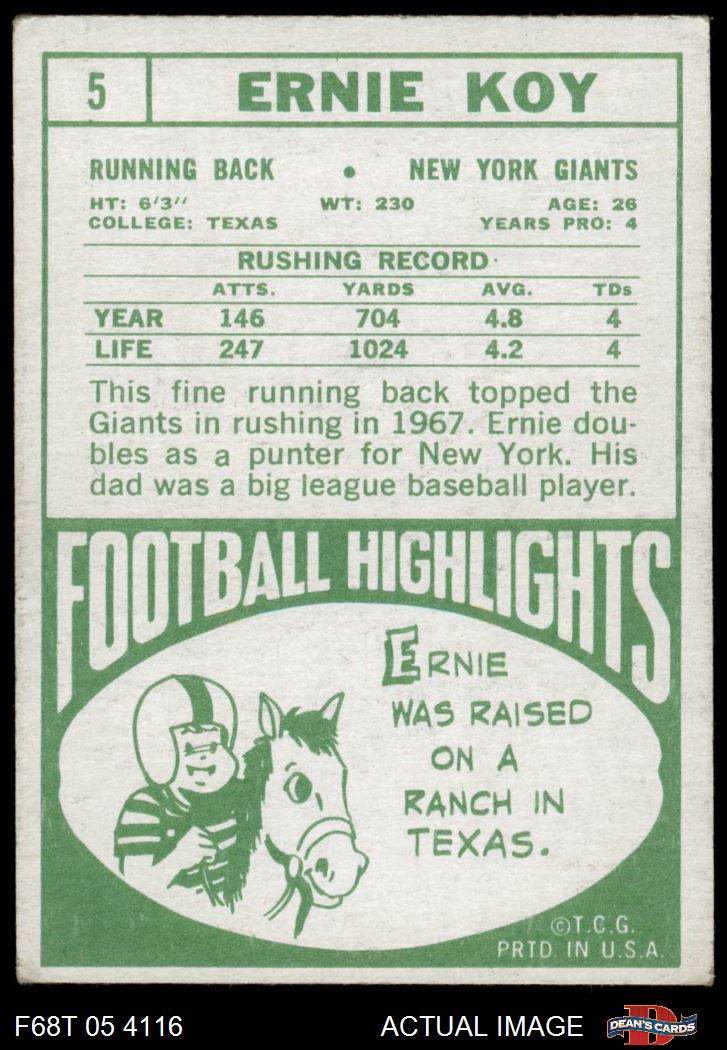 5 ERNIE KOY
RUNNING BACK • NEW YORK GIANTS
HT: 6'3" WT: 230 AGE: 26
COLLEGE: TEXAS YEARS PRO: 4
RUSHING RECORD
ATTS. YARDS AVG. TDs
YEAR 146 704 4.8 4
LIFE 247 1024 4.2 4
This fine running back topped the
Giants in rushing in 1967. Ernie dou-
bles as a punter for New York. His
dad was a big league baseball player.
FOOTBALL HIGHLIGHTS
ERNIE
WAS RAISED
ON A
RANCH IN
TEXAS.
©T.C.G.
PRTD. IN U.S.A.
F68T 05 4116 ACTUAL IMAGE D DEAN'S CARDS